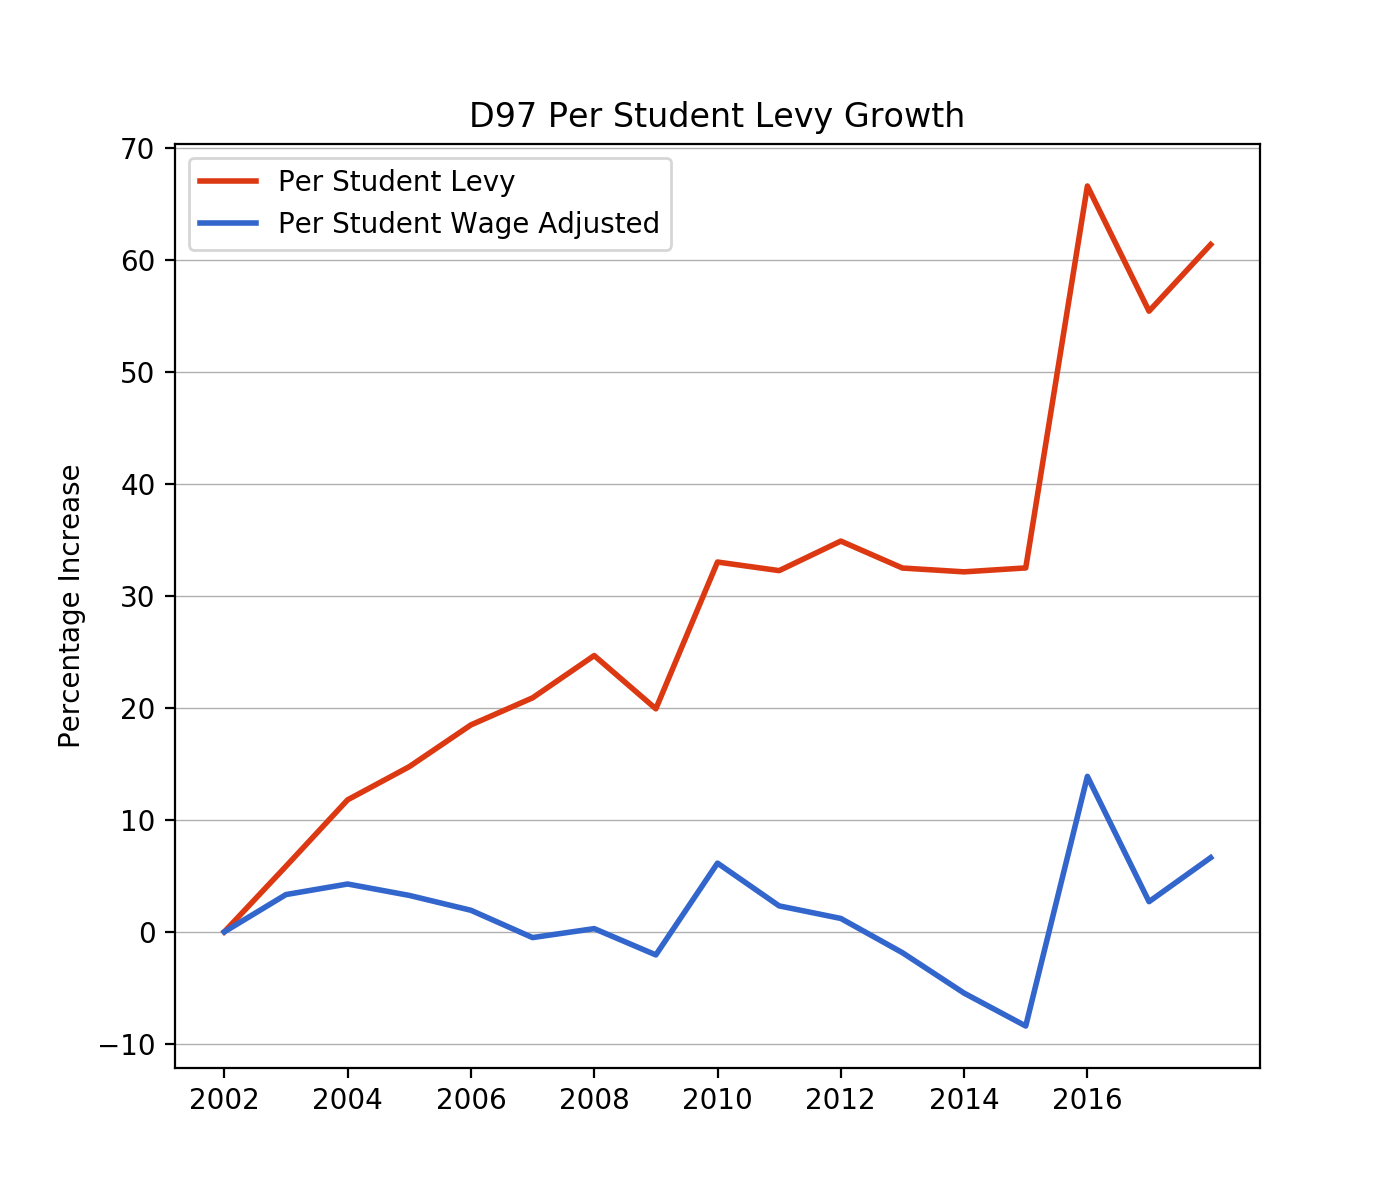 D97 Per Student Levy Growth
Per Student Levy
Per Student Wage Adjusted
Percentage Increase
70
60
50
40
30
20
10
0
−10
2002 2004 2006 2008 2010 2012 2014 2016